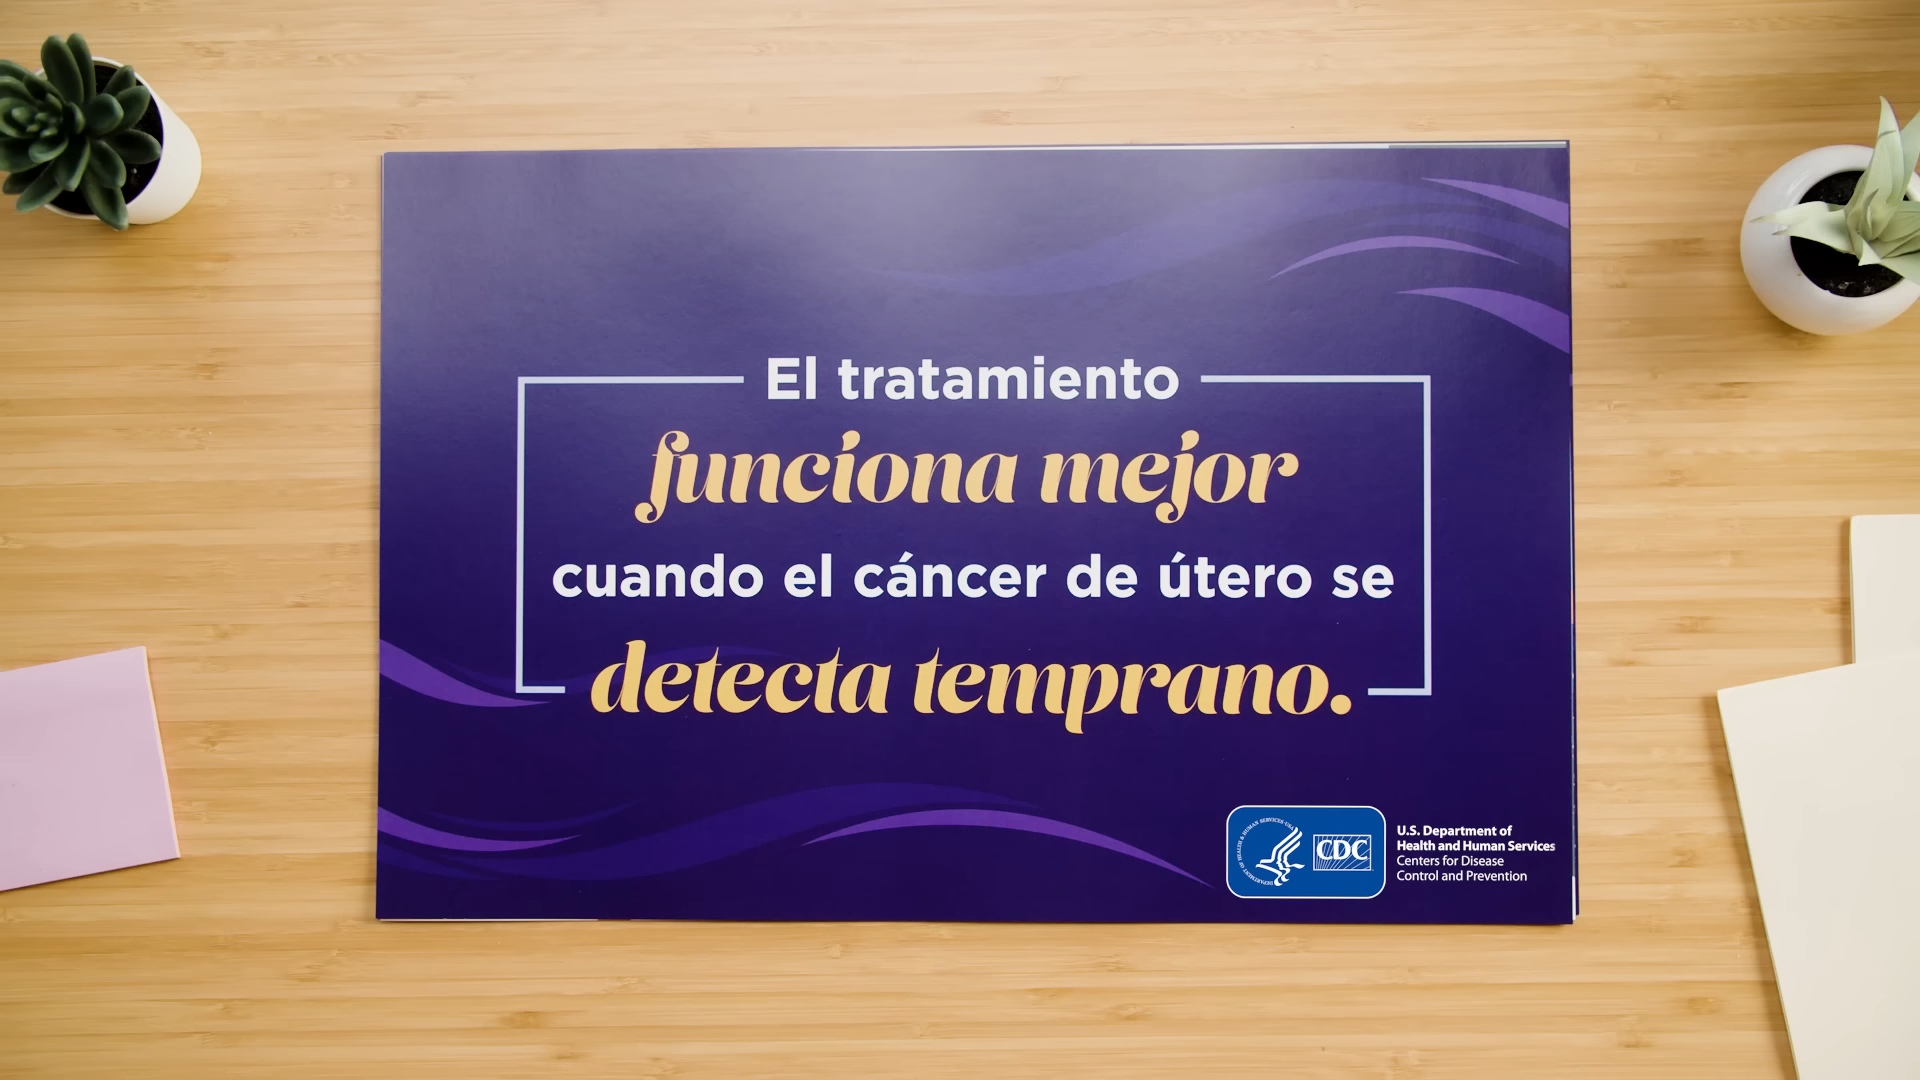 El tratamiento
funciona mejor
cuando el cáncer de útero se
detecta temprano.
CDC
U.S. Department of
Health and Human Services
Centers for Disease
Control and Prevention